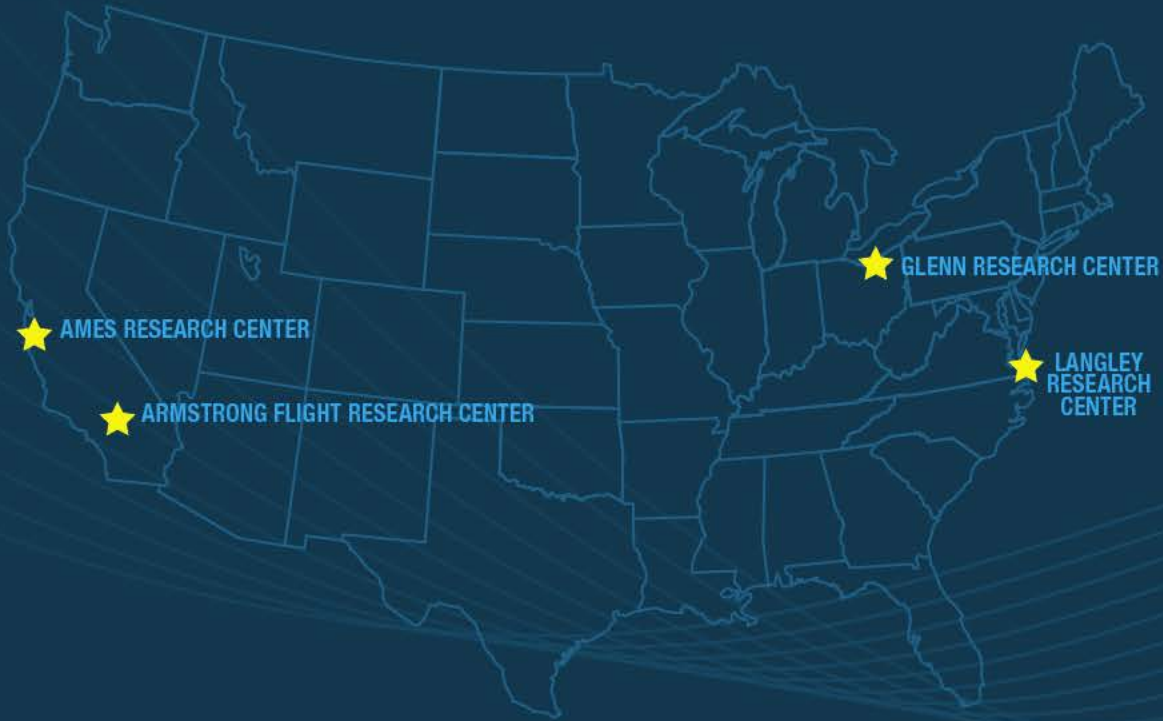 GLENN RESEARCH CENTER
AMES RESEARCH CENTER
LANGLEY
RESEARCH
CENTER
ARMSTRONG FLIGHT RESEARCH CENTER